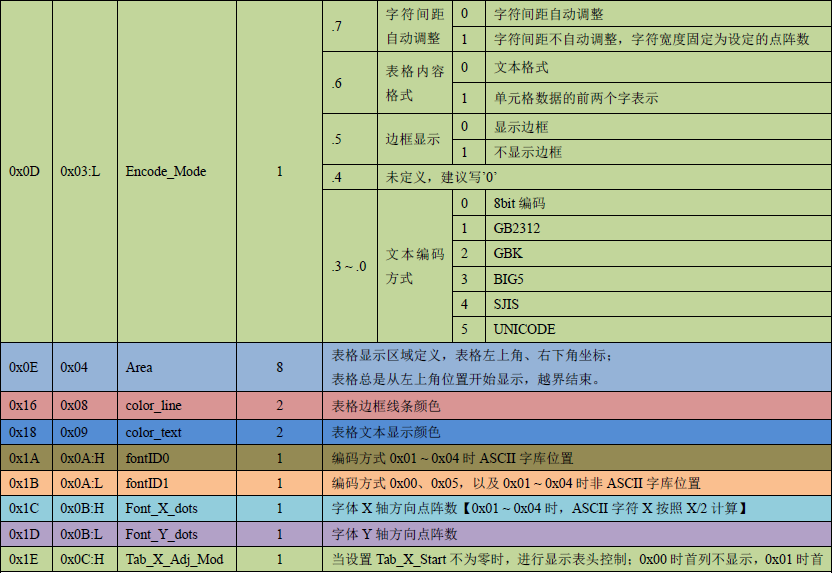 .7 字符间距自动调整 0 字符间距自动调整
1 字符间距不自动调整，字符宽度固定为设定的点阵数
.6 表格内容格式 0 文本格式
1 单元格数据的前两个字表示
.5 边框显示 0 显示边框
1 不显示边框
0x0D 0x03:L Encode_Mode 1
.4 未定义，建议写'0'
.3～.0 文本编码方式 0 8bit 编码
1 GB2312
2 GBK
3 BIG5
4 SJIS
5 UNICODE
0x0E 0x04 Area 8 表格显示区域定义，表格左上角、右下角坐标；
表格总是从左上角位置开始显示，越界结束。
0x16 0x08 color_line 2 表格边框线条颜色
0x18 0x09 color_text 2 表格文本显示颜色
0x1A 0x0A:H fontID0 1 编码方式 0x01～0x04 时 ASCII 字库位置
0x1B 0x0A:L fontID1 1 编码方式 0x00、0x05，以及 0x01～0x04 时非 ASCII 字库位置
0x1C 0x0B:H Font_X_dots 1 字体 X 轴方向点阵数【0x01～0x04 时，ASCII 字符 X 按照 X/2 计算】
0x1D 0x0B:L Font_Y_dots 1 字体 Y 轴方向点阵数
0x1E 0x0C:H Tab_X_Adj_Mod 1 当设置 Tab_X_Start 不为零时，进行显示表头控制；0x00 时首列不显示，0x01 时首